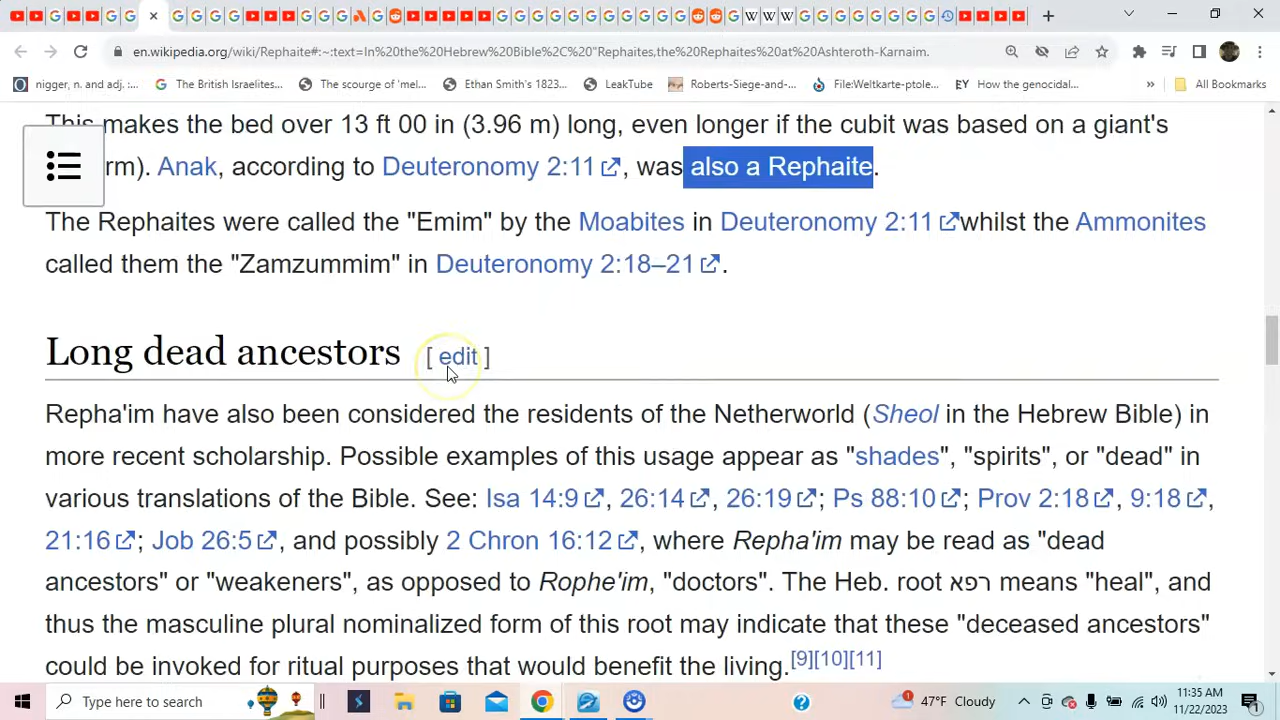 en.wikipedia.org/wiki/Rephaite#:~:text=In%20the%20Hebrew%20Bible%2C%20"Rephaites,the%20Rephaites%20at%20Ashteroth-Karnaim.
nigger, n. and adj. :... The British Israelites... The scourge of 'mel... Ethan Smith's 1823... LeakTube Roberts-Siege-and-... File:Weltkarte-ptole... EY How the genocidal... » All Bookmarks
This makes the bed over 13 ft 00 in (3.96 m) long, even longer if the cubit was based on a giant's
rm). Anak, according to Deuteronomy 2:11, was also a Rephaite.
The Rephaites were called the "Emim" by the Moabites in Deuteronomy 2:11 whilst the Ammonites
called them the "Zamzummim" in Deuteronomy 2:18–21.
Long dead ancestors [ edit ]
Repha'im have also been considered the residents of the Netherworld (Sheol in the Hebrew Bible) in
more recent scholarship. Possible examples of this usage appear as "shades", "spirits", or "dead" in
various translations of the Bible. See: Isa 14:9, 26:14, 26:19; Ps 88:10; Prov 2:18, 9:18,
21:16; Job 26:5, and possibly 2 Chron 16:12, where Repha'im may be read as "dead
ancestors" or "weakeners", as opposed to Rophe'im, "doctors". The Heb. root רפא means "heal", and
thus the masculine plural nominalized form of this root may indicate that these "deceased ancestors"
could be invoked for ritual purposes that would benefit the living.[9][10][11]
Type here to search 47°F Cloudy 11:35 AM
11/22/2023